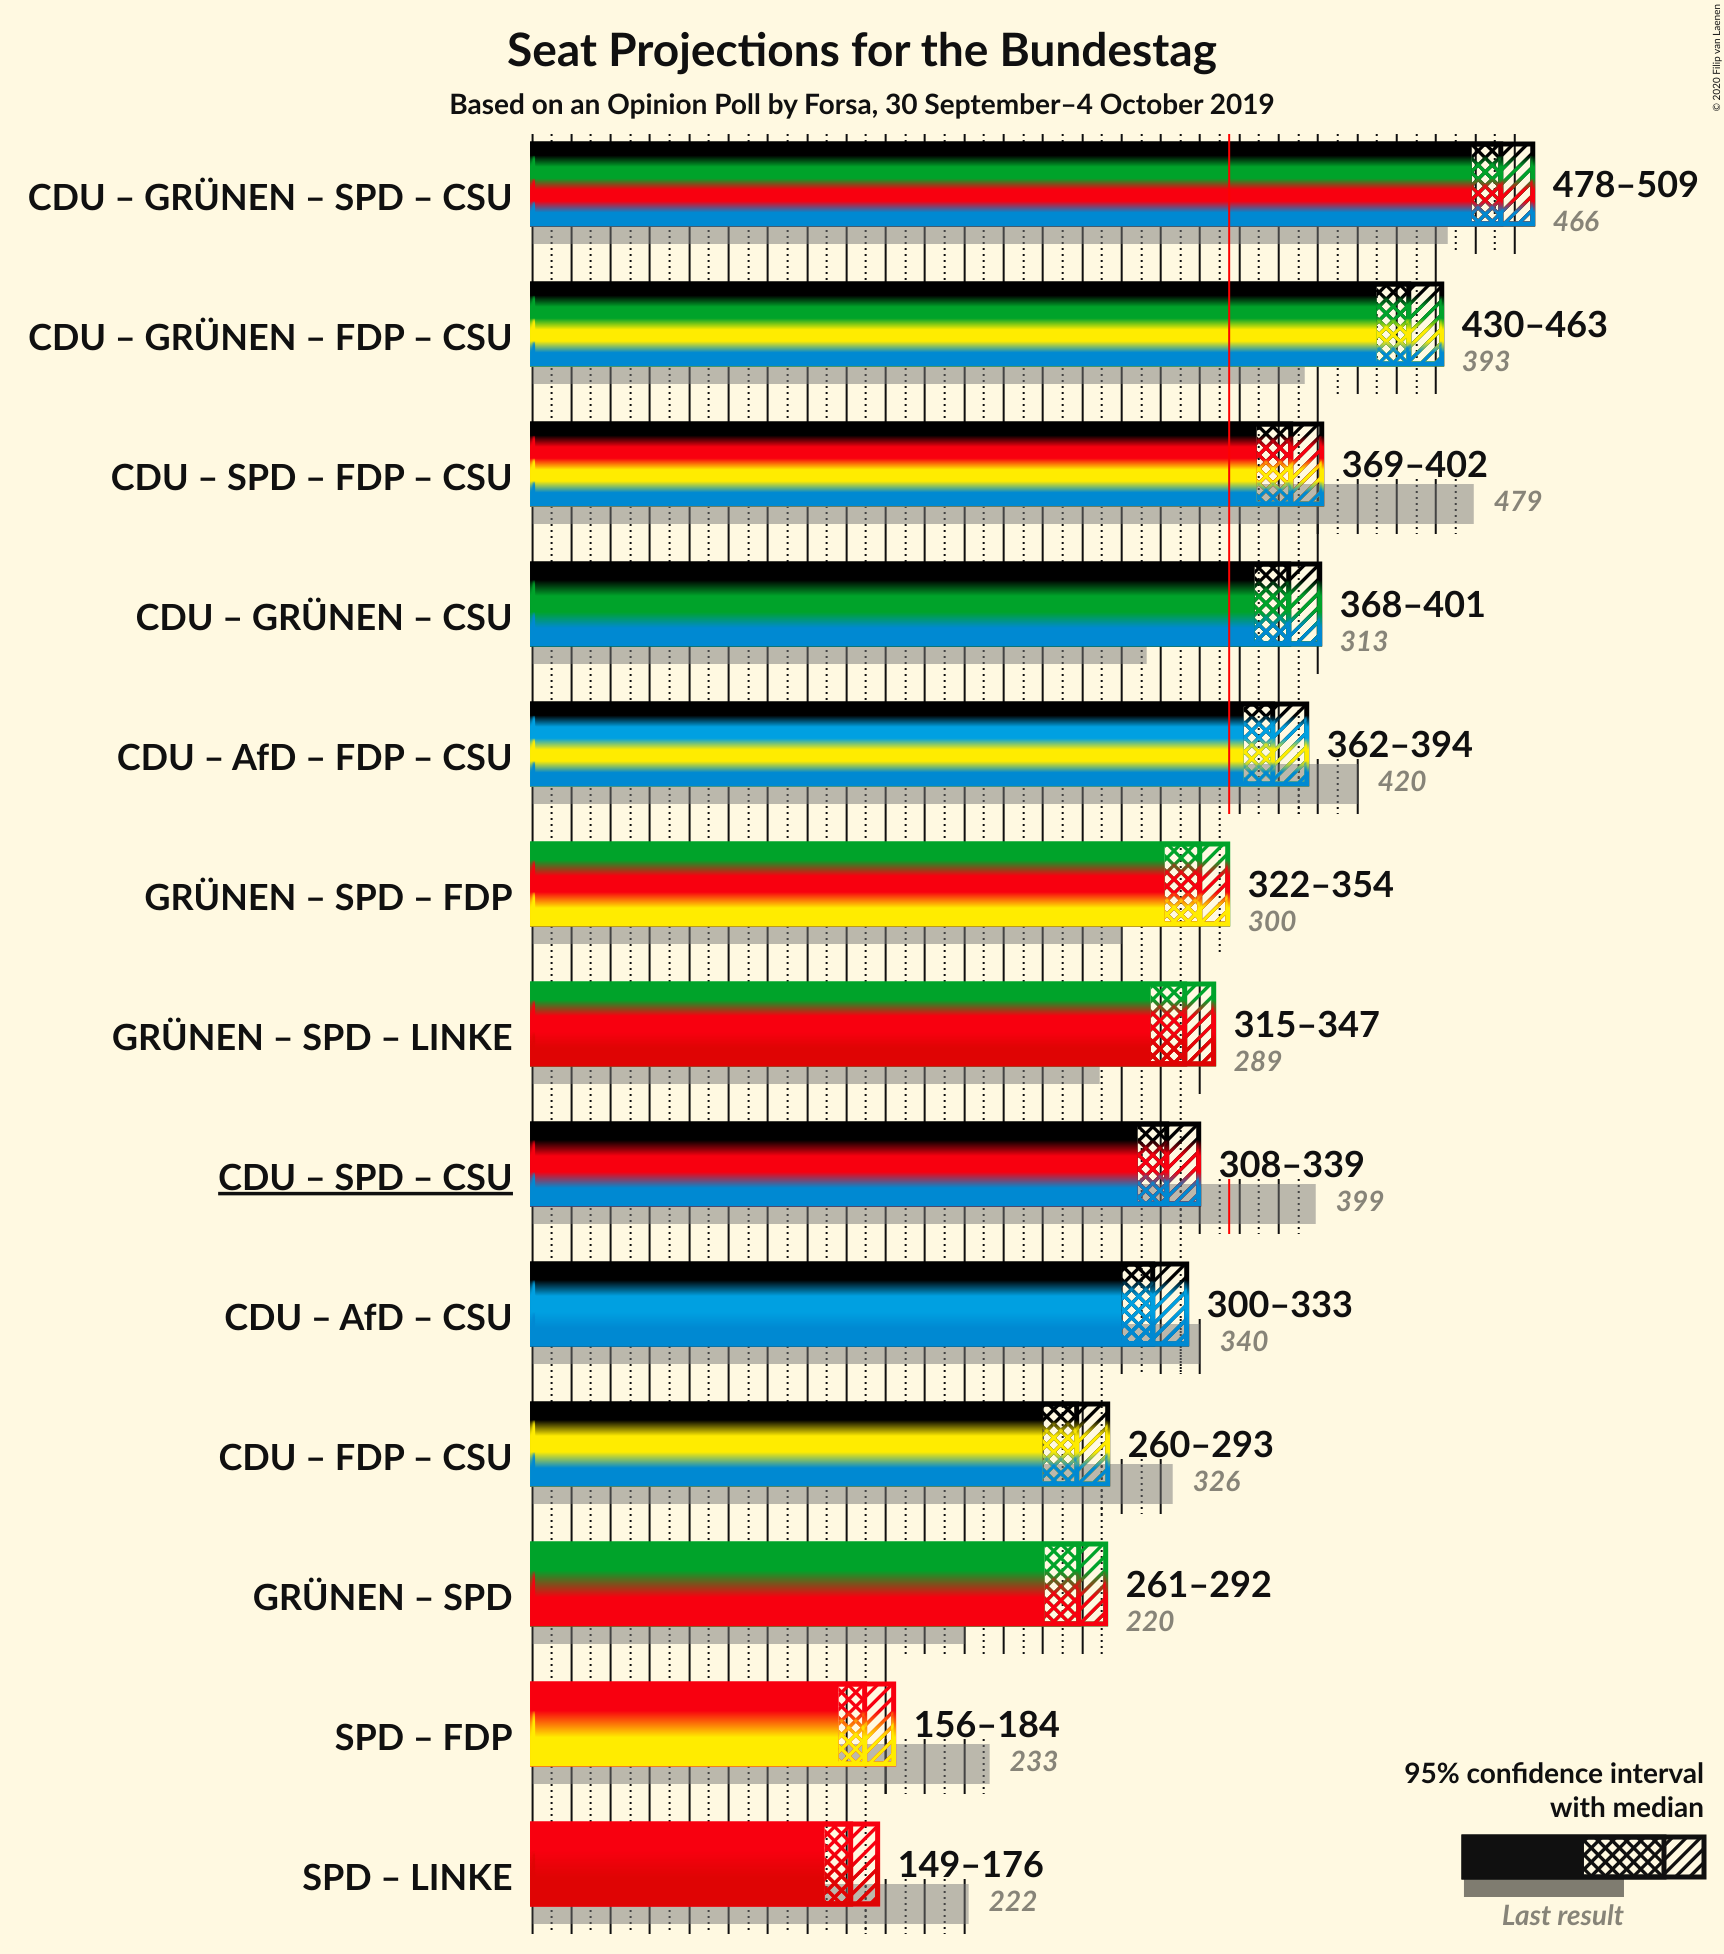 Seat Projections for the Bundestag
Based on an Opinion Poll by Forsa, 30 September–4 October 2019
© 2020 Filip van Laenen
CDU – GRÜNEN – SPD – CSU
478–509
466
CDU – GRÜNEN – FDP – CSU
430–463
393
CDU – SPD – FDP – CSU
369–402
479
CDU – GRÜNEN – CSU
368–401
313
CDU – AfD – FDP – CSU
362–394
420
GRÜNEN – SPD – FDP
322–354
300
GRÜNEN – SPD – LINKE
315–347
289
CDU – SPD – CSU
308–339
399
CDU – AfD – CSU
300–333
340
CDU – FDP – CSU
260–293
326
GRÜNEN – SPD
261–292
220
SPD – FDP
156–184
233
SPD – LINKE
149–176
222
95% confidence interval
with median
Last result